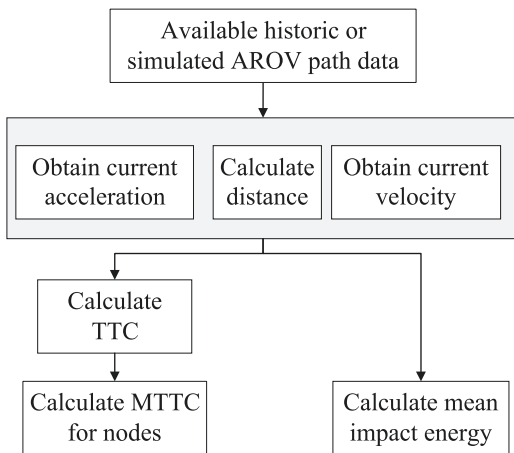 Available historic or
simulated AROV path data
Obtain current
acceleration
Calculate
distance
Obtain current
velocity
Calculate
TTC
Calculate MTTC
for nodes
Calculate mean
impact energy